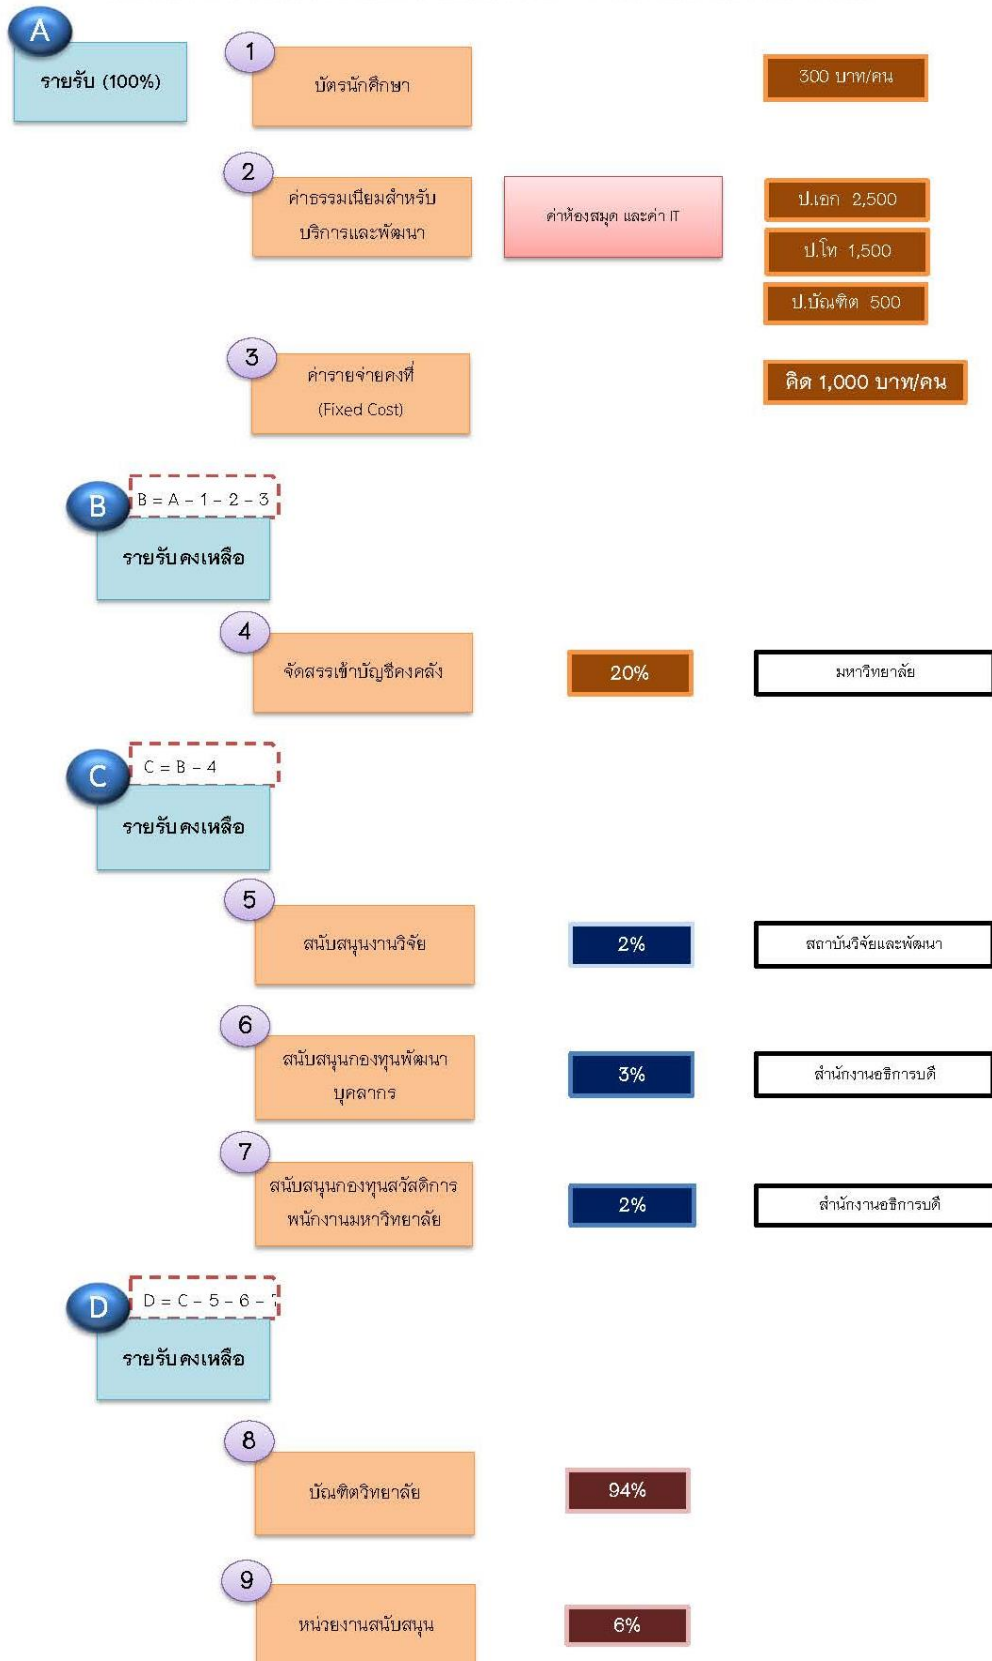 A
รายรับ (100%)
1
บัตรนักศึกษา
300 บาท/คน
2
ค่าธรรมเนียมสำหรับ
บริการและพัฒนา
ค่าห้องสมุด และค่า IT
ป.เอก 2,500
ป.โท 1,500
ป.บัณฑิต 500
3
ค่ารายจ่ายคงที่
(Fixed Cost)
คิด 1,000 บาท/คน
B
B = A – 1 – 2 – 3
รายรับคงเหลือ
4
จัดสรรเข้าบัญชีคงคลัง
20%
มหาวิทยาลัย
C
C = B – 4
รายรับคงเหลือ
5
สนับสนุนงานวิจัย
2%
สถาบันวิจัยและพัฒนา
6
สนับสนุนกองทุนพัฒนา
บุคลากร
3%
สำนักงานอธิการบดี
7
สนับสนุนกองทุนสวัสดิการ
พนักงานมหาวิทยาลัย
2%
สำนักงานอธิการบดี
D
D = C – 5 – 6 –
รายรับคงเหลือ
8
บัณฑิตวิทยาลัย
94%
9
หน่วยงานสนับสนุน
6%